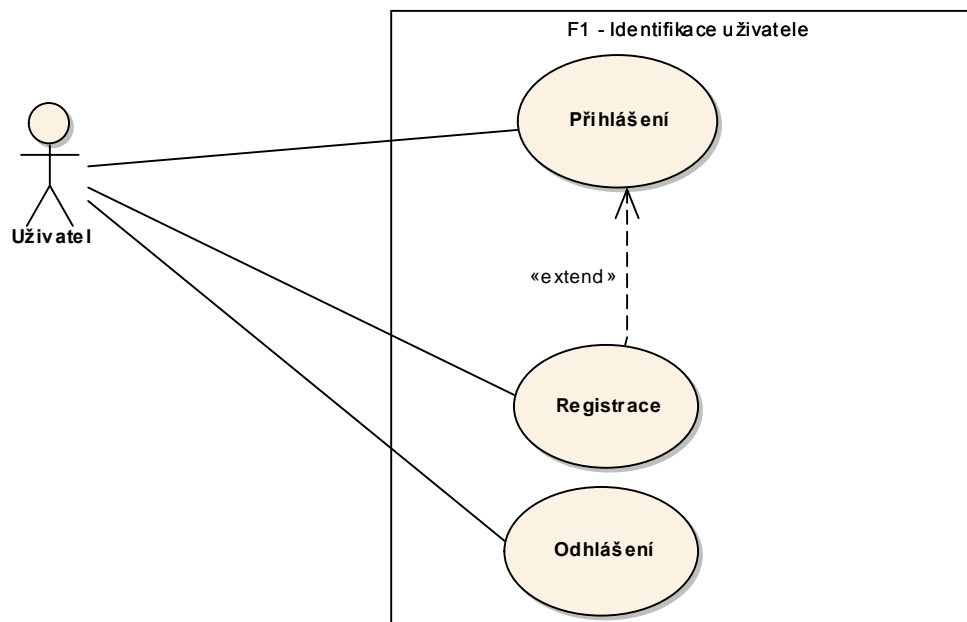 F1 - Identifikace uživatele
Přihlášení
Uživatel
«extend»
Registrace
Odhlášení